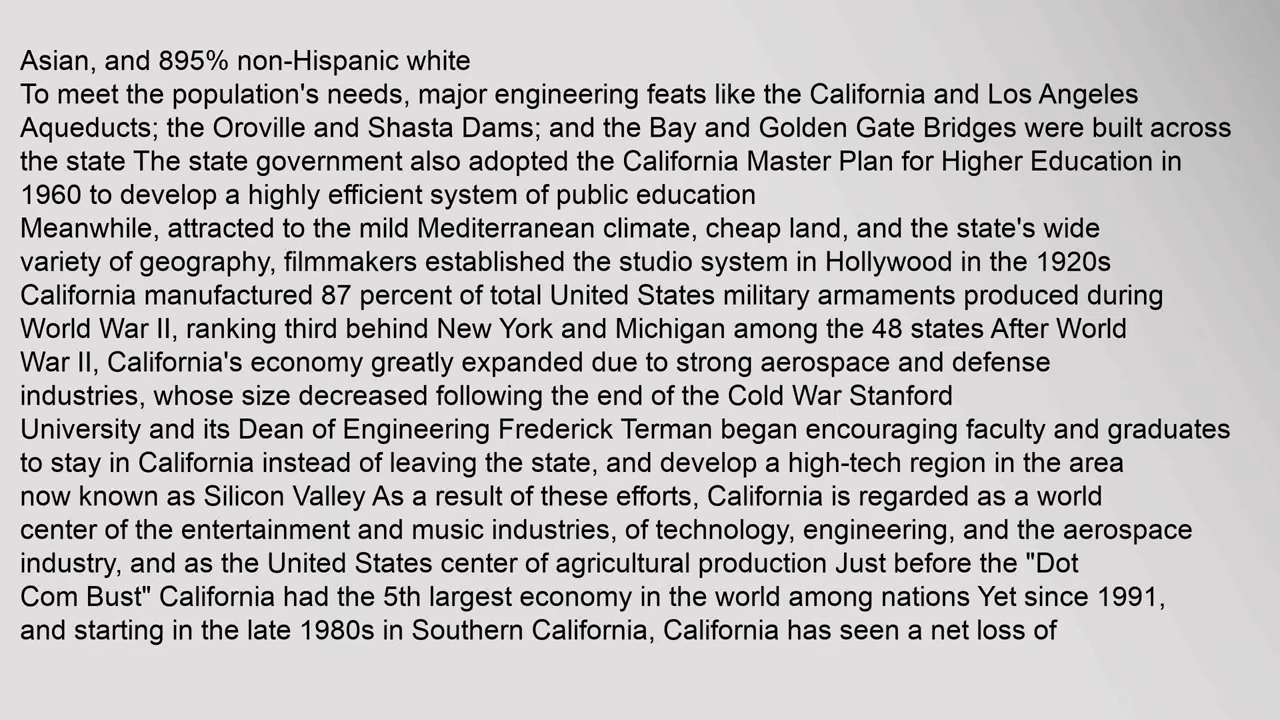 Asian, and 895% non-Hispanic white
To meet the population's needs, major engineering feats like the California and Los Angeles
Aqueducts; the Oroville and Shasta Dams; and the Bay and Golden Gate Bridges were built across
the state The state government also adopted the California Master Plan for Higher Education in
1960 to develop a highly efficient system of public education
Meanwhile, attracted to the mild Mediterranean climate, cheap land, and the state's wide
variety of geography, filmmakers established the studio system in Hollywood in the 1920s
California manufactured 87 percent of total United States military armaments produced during
World War II, ranking third behind New York and Michigan among the 48 states After World
War II, California's economy greatly expanded due to strong aerospace and defense
industries, whose size decreased following the end of the Cold War Stanford
University and its Dean of Engineering Frederick Terman began encouraging faculty and graduates
to stay in California instead of leaving the state, and develop a high-tech region in the area
now known as Silicon Valley As a result of these efforts, California is regarded as a world
center of the entertainment and music industries, of technology, engineering, and the aerospace
industry, and as the United States center of agricultural production Just before the "Dot
Com Bust" California had the 5th largest economy in the world among nations Yet since 1991,
and starting in the late 1980s in Southern California, California has seen a net loss of